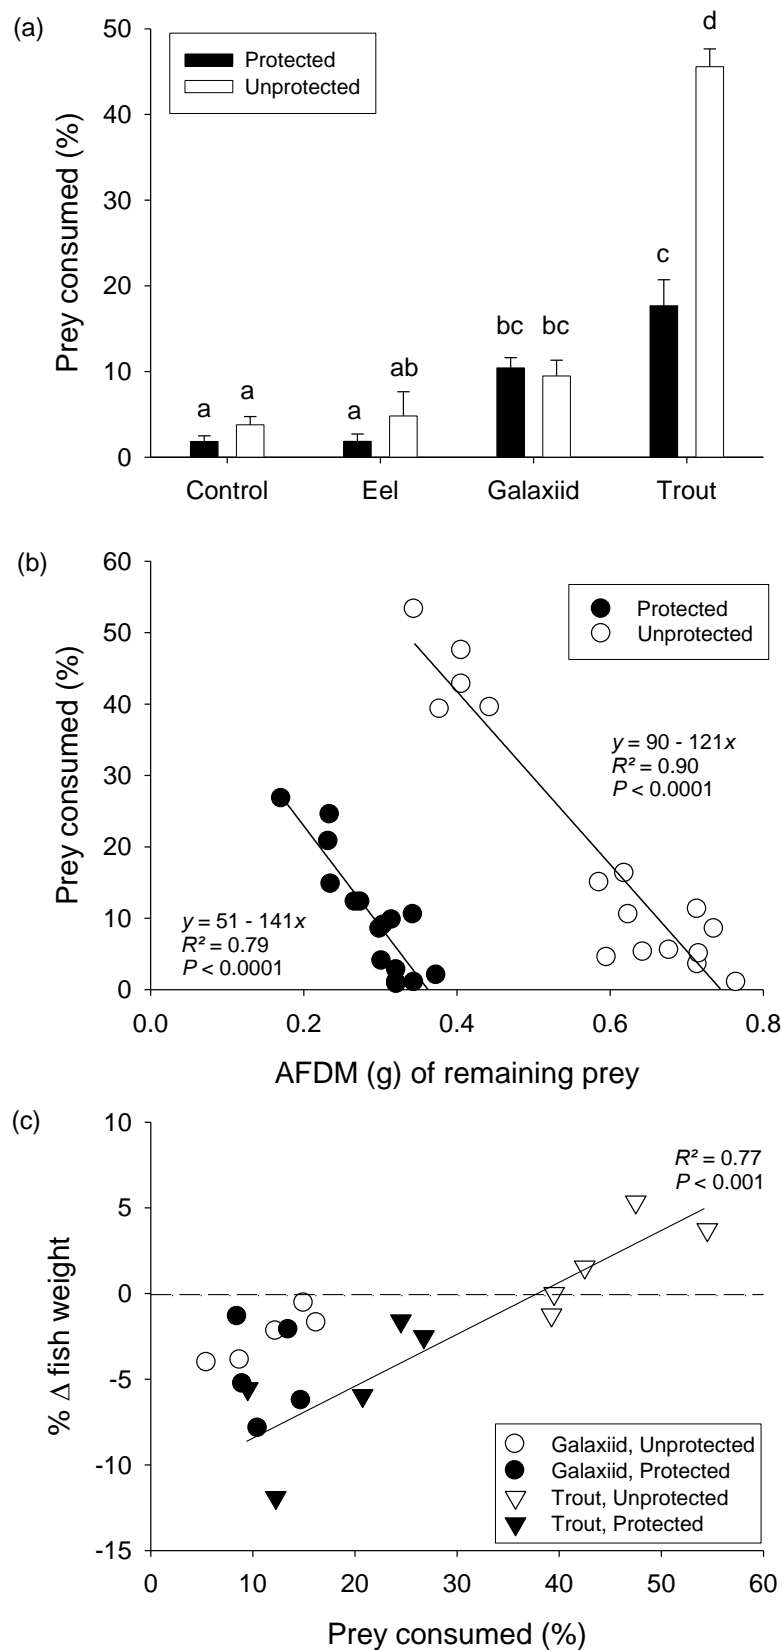 (a)
50
40
30
20
10
0
Prey consumed (%)
Protected
Unprotected
a
a
a
ab
bc
bc
c
d
Control
Eel
Galaxiid
Trout
(b)
60
50
40
30
20
10
0
Prey consumed (%)
Protected
Unprotected
y = 90 - 121x
R² = 0.90
P < 0.0001
y = 51 - 141x
R² = 0.79
P < 0.0001
0.0
0.2
0.4
0.6
0.8
AFDM (g) of remaining prey
(c)
10
5
0
-5
-10
-15
% Δ fish weight
R² = 0.77
P < 0.001
Galaxiid, Unprotected
Galaxiid, Protected
Trout, Unprotected
Trout, Protected
0
10
20
30
40
50
60
Prey consumed (%)